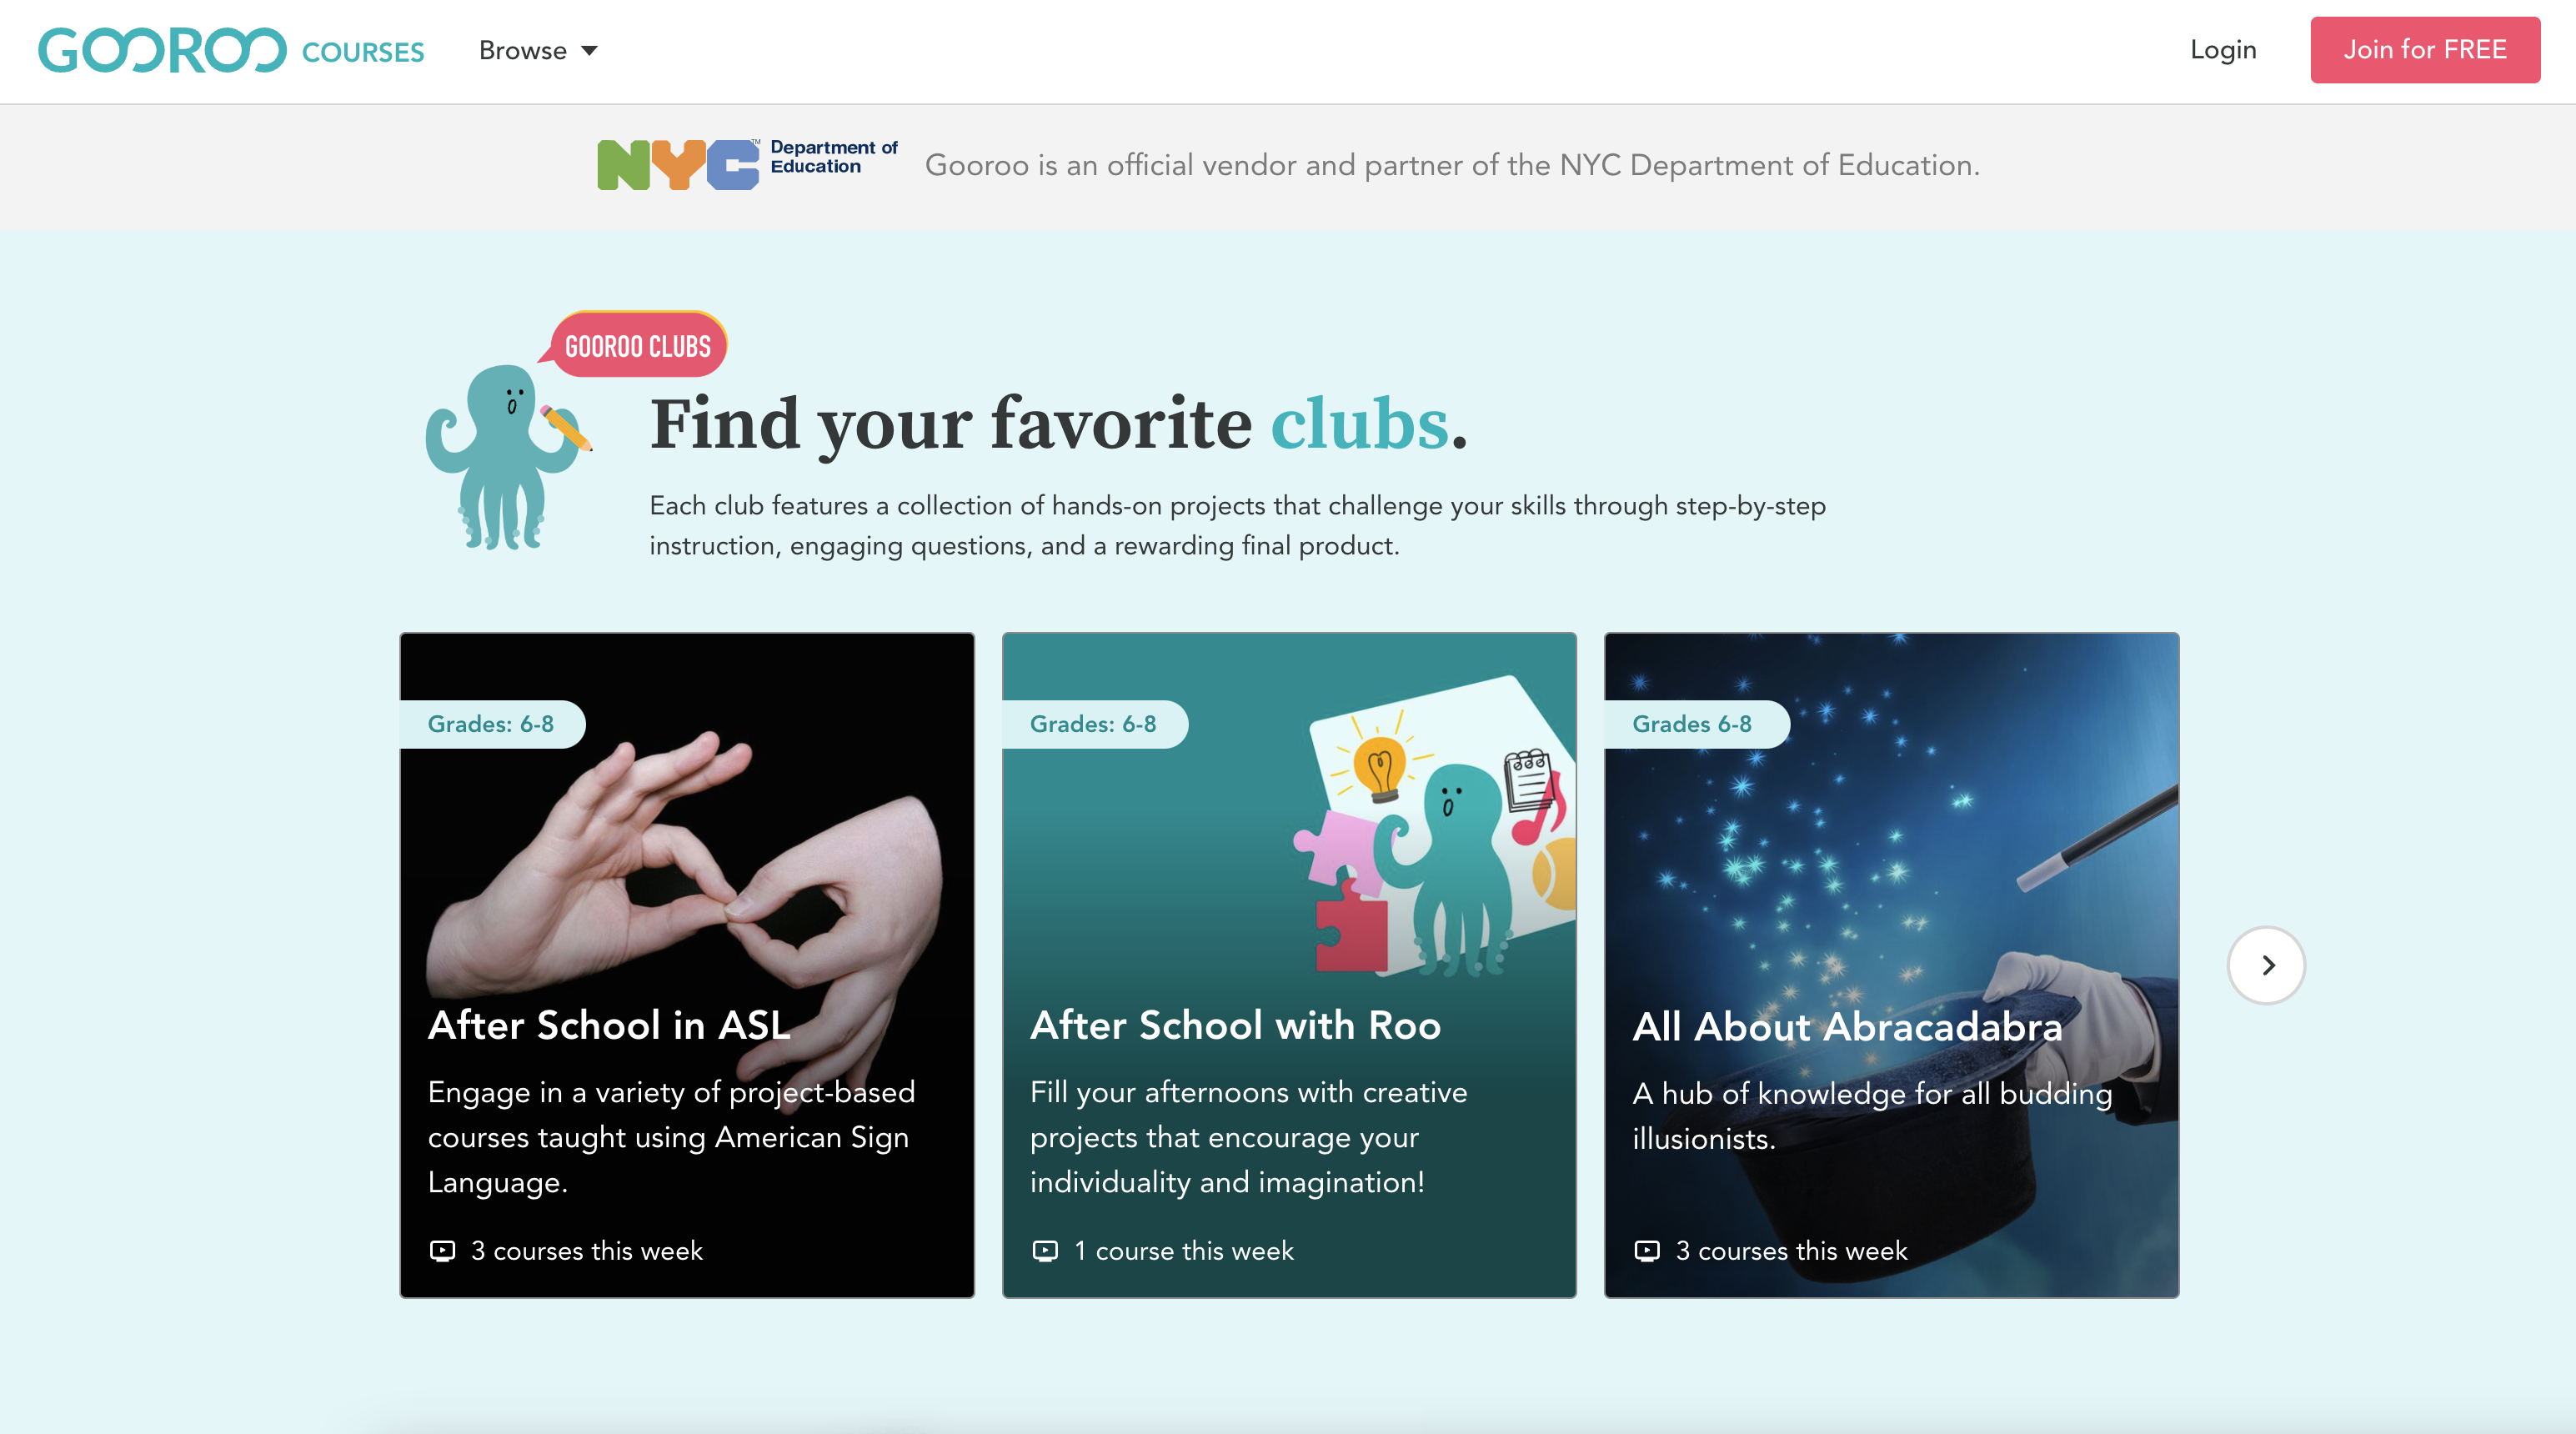 GOOROO COURSES
Browse
Login
Join for FREE
NYC™ Department of
Education
Gooroo is an official vendor and partner of the NYC Department of Education.
GOOROO CLUBS
Find your favorite clubs.
Each club features a collection of hands-on projects that challenge your skills through step-by-step
instruction, engaging questions, and a rewarding final product.
Grades: 6-8
After School in ASL
Engage in a variety of project-based
courses taught using American Sign
Language.
3 courses this week
Grades: 6-8
After School with Roo
Fill your afternoons with creative
projects that encourage your
individuality and imagination!
1 course this week
Grades 6-8
All About Abracadabra
A hub of knowledge for all budding
illusionists.
3 courses this week